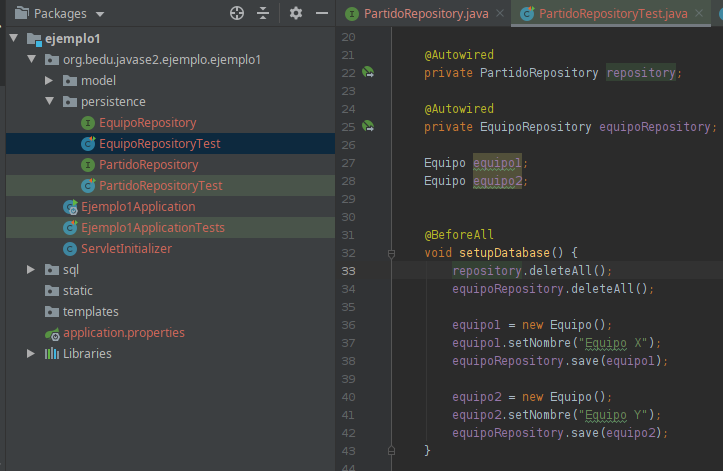 Packages
ejemplo1
org.bedu.javase2.ejemplo.ejemplo1
model
persistence
EquipoRepository
EquipoRepositoryTest
PartidoRepository
PartidoRepositoryTest
Ejemplo1Application
Ejemplo1ApplicationTests
ServletInitializer
sql
static
templates
application.properties
Libraries
PartidoRepository.java
PartidoRepositoryTest.java
20
21 @Autowired
22 private PartidoRepository repository;
23
24 @Autowired
25 private EquipoRepository equipoRepository;
26
27 Equipo equipo1;
28 Equipo equipo2;
29
30
31 @BeforeAll
32 void setupDatabase() {
33 repository.deleteAll();
34 equipoRepository.deleteAll();
35
36 equipo1 = new Equipo();
37 equipo1.setNombre("Equipo X");
38 equipoRepository.save(equipo1);
39
40 equipo2 = new Equipo();
41 equipo2.setNombre("Equipo Y");
42 equipoRepository.save(equipo2);
43 }
44